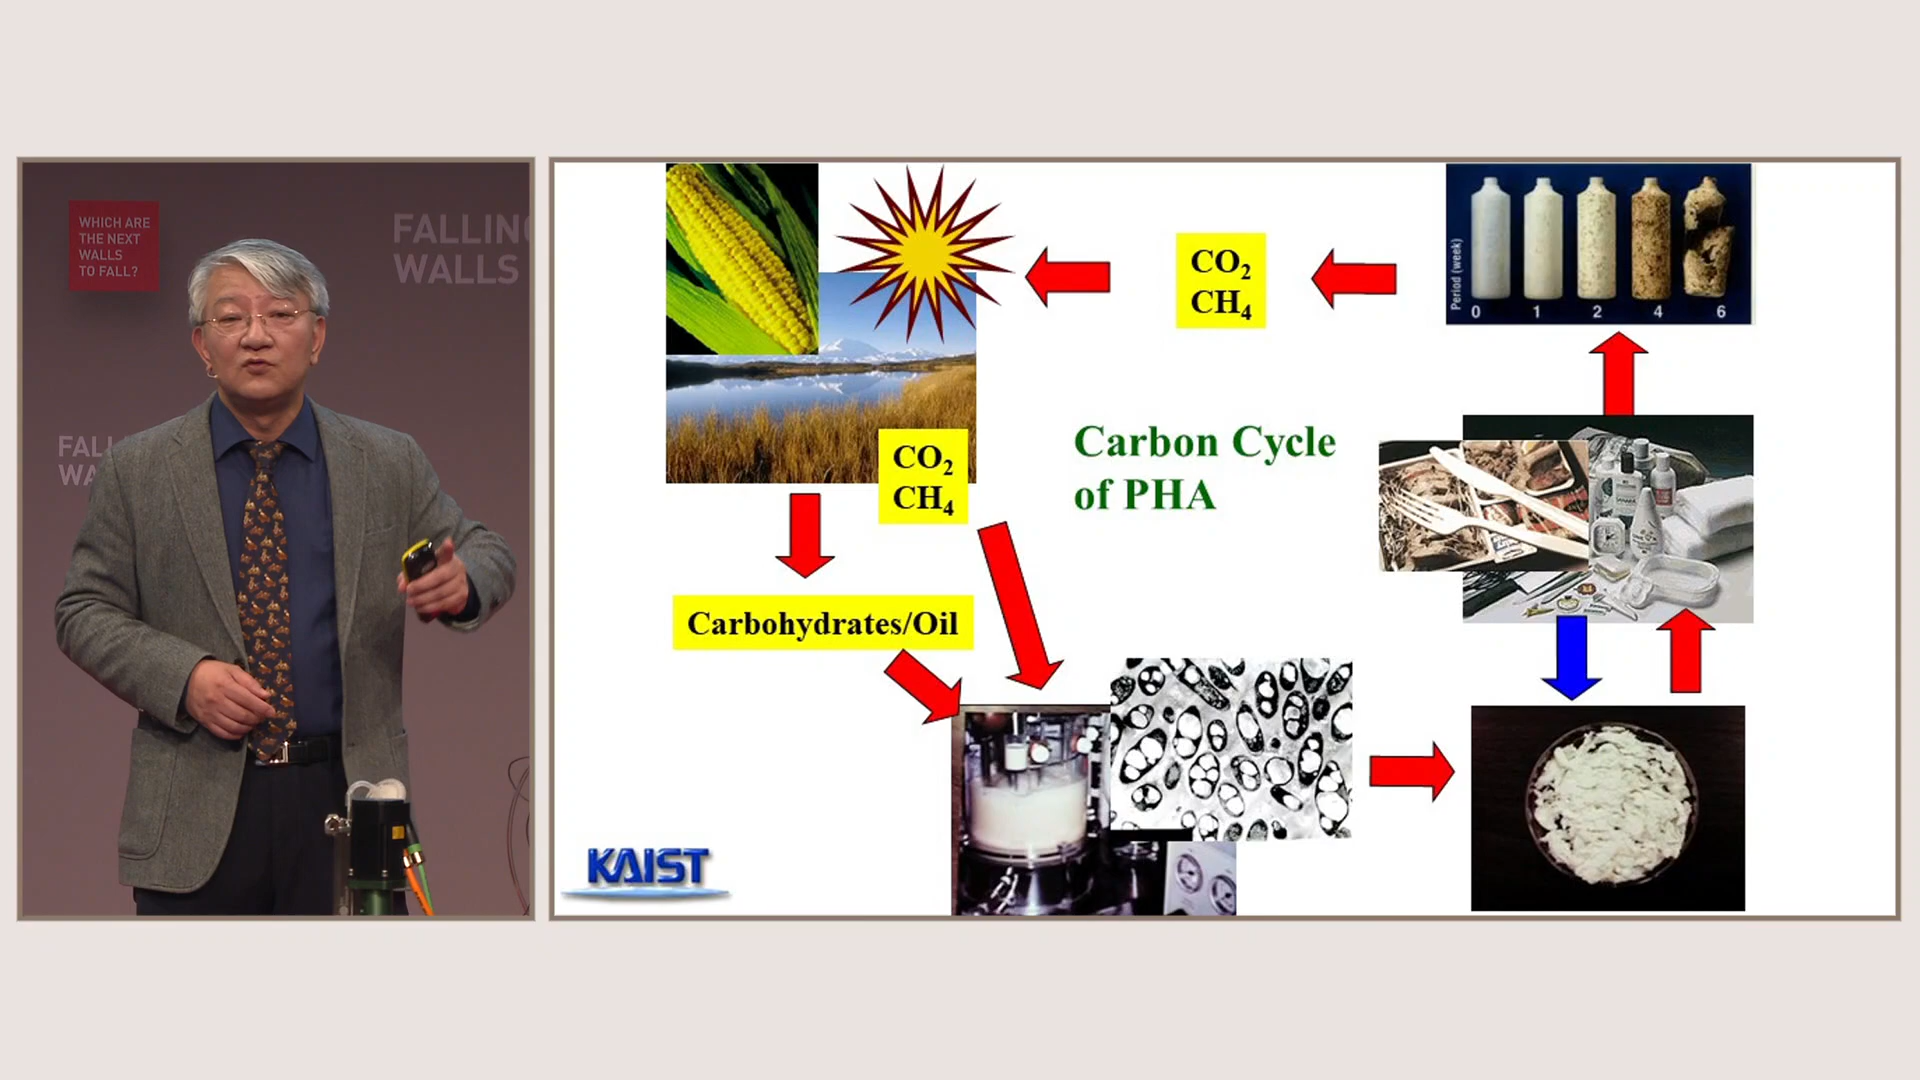 WHICH ARE
THE NEXT
WALLS
TO FALL?
FALLING
WALLS
FALL
WA
CO₂
CH₄
Period (week)
0 1 2 4 6
Carbon Cycle
of PHA
CO₂
CH₄
Carbohydrates/Oil
KAIST